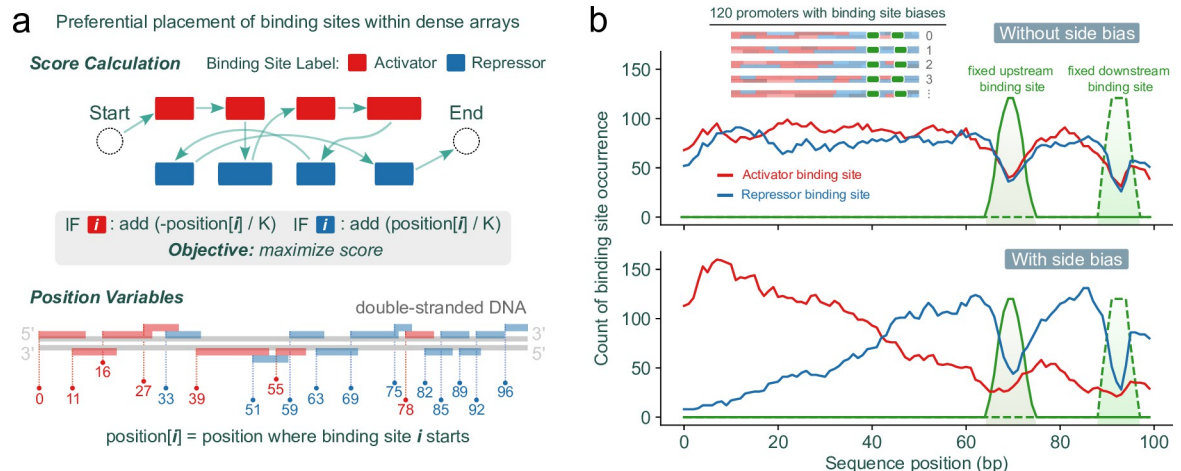 a
Preferential placement of binding sites within dense arrays
Score Calculation
Binding Site Label: Activator Repressor
Start
End
IF i : add (-position[i] / K) IF i : add (position[i] / K)
Objective: maximize score
Position Variables
double-stranded DNA
5' 3'
3' 5'
0 11 16 27 33 39 51 55 59 63 69 75 78 82 85 89 92 96
position[i] = position where binding site i starts
b
120 promoters with binding site biases
0
1
2
3
⋮
Without side bias
fixed upstream binding site
fixed downstream binding site
Count of binding site occurrence
150
100
50
0
Activator binding site
Repressor binding site
With side bias
150
100
50
0
0 20 40 60 80 100
Sequence position (bp)